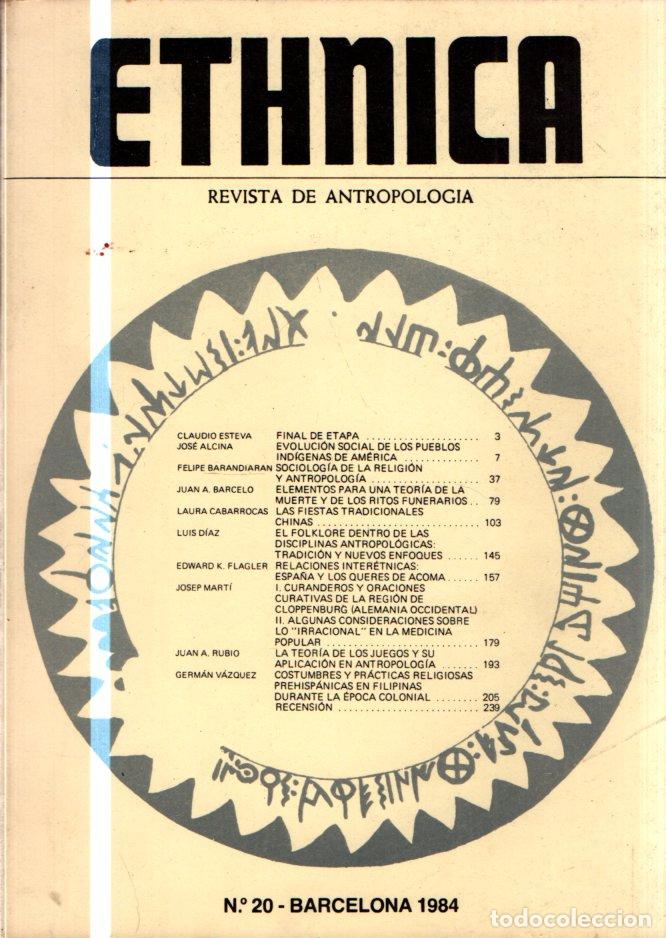 ETHNICA
REVISTA DE ANTROPOLOGIA
CLAUDIO ESTEVA FINAL DE ETAPA .................... 3
JOSÉ ALCINA EVOLUCIÓN SOCIAL DE LOS PUEBLOS
INDÍGENAS DE AMÉRICA ............ 7
FELIPE BARANDIARAN SOCIOLOGÍA DE LA RELIGIÓN
Y ANTROPOLOGÍA .................. 37
JUAN A. BARCELO ELEMENTOS PARA UNA TEORÍA DE LA
MUERTE Y DE LOS RITOS FUNERARIOS .. 79
LAURA CABARROCAS LAS FIESTAS TRADICIONALES
CHINAS .......................... 103
LUIS DÍAZ EL FOLKLORE DENTRO DE LAS
DISCIPLINAS ANTROPOLÓGICAS:
TRADICIÓN Y NUEVOS ENFOQUES ..... 145
EDWARD K. FLAGLER RELACIONES INTERÉTNICAS:
ESPAÑA Y LOS QUERES DE ACOMA ..... 157
JOSEP MARTÍ I. CURANDEROS Y ORACIONES
CURATIVAS DE LA REGIÓN DE
CLOPPENBURG (ALEMANIA OCCIDENTAL)
II. ALGUNAS CONSIDERACIONES SOBRE
LO "IRRACIONAL" EN LA MEDICINA
POPULAR ......................... 179
JUAN A. RUBIO LA TEORÍA DE LOS JUEGOS Y SU
APLICACIÓN EN ANTROPOLOGÍA ...... 193
GERMÁN VÁZQUEZ COSTUMBRES Y PRÁCTICAS RELIGIOSAS
PREHISPÁNICAS EN FILIPINAS
DURANTE LA ÉPOCA COLONIAL ....... 205
RECENSIÓN ....................... 239
N.º 20 - BARCELONA 1984
todocoleccion